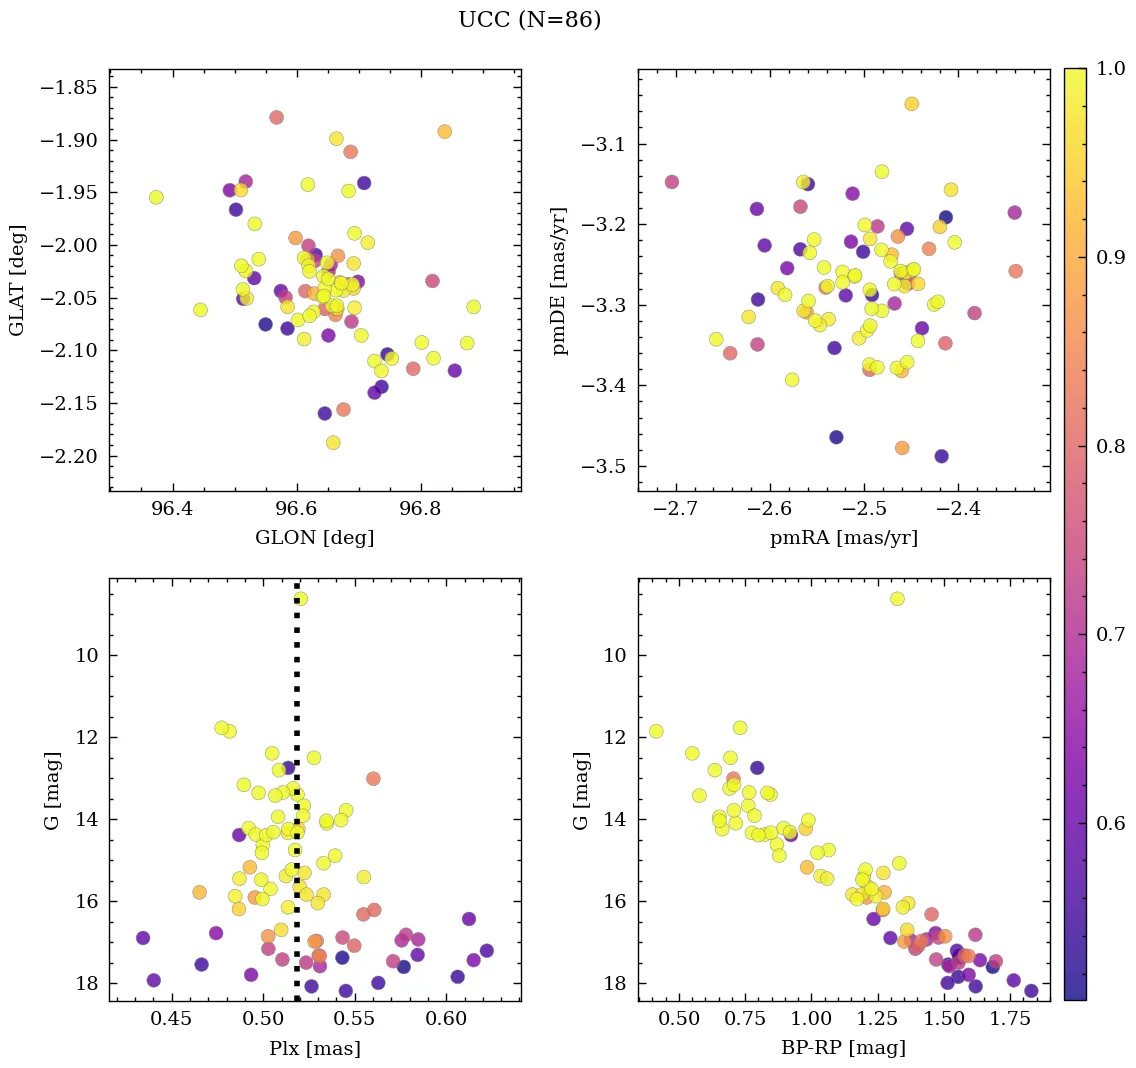 UCC (N=86)
−1.85
−1.90
−1.95
−2.00
−2.05
−2.10
−2.15
−2.20
GLAT [deg]
96.4 96.6 96.8
GLON [deg]
−3.1
−3.2
−3.3
−3.4
−3.5
pmDE [mas/yr]
−2.7 −2.6 −2.5 −2.4
pmRA [mas/yr]
10
12
14
16
18
G [mag]
0.45 0.50 0.55 0.60
Plx [mas]
10
12
14
16
18
G [mag]
0.50 0.75 1.00 1.25 1.50 1.75
BP-RP [mag]
1.0
0.9
0.8
0.7
0.6